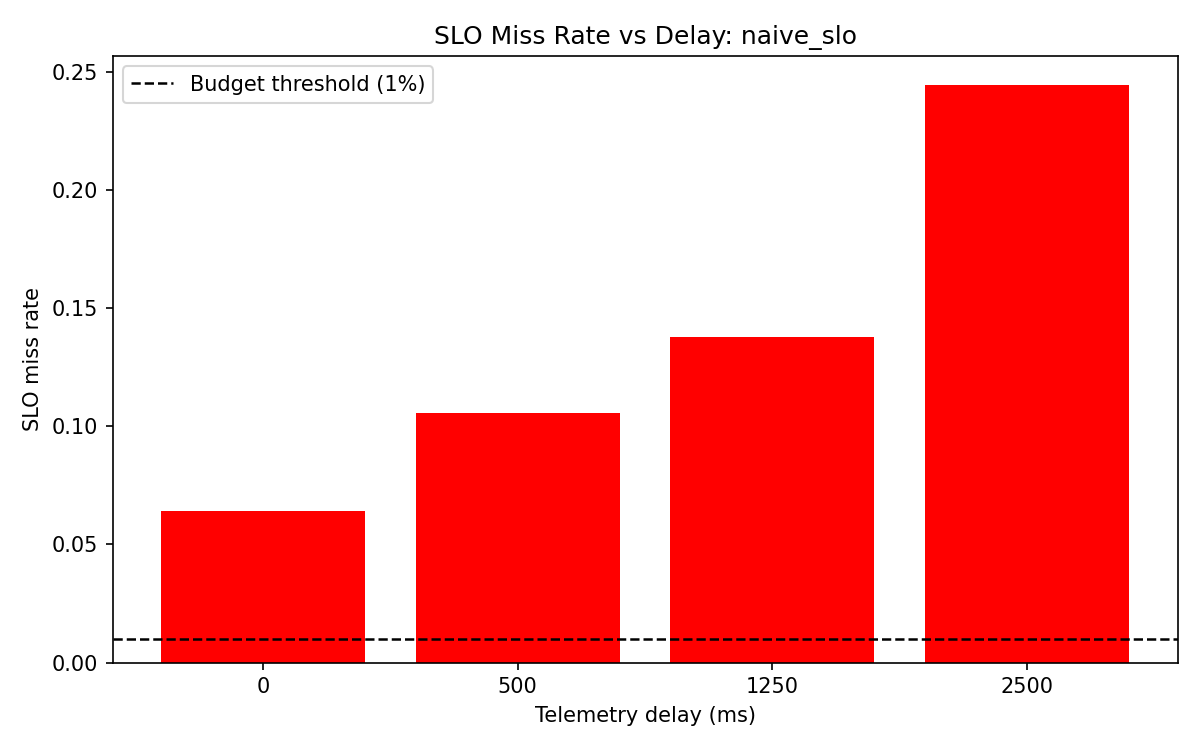 SLO Miss Rate vs Delay: naive_slo
Budget threshold (1%)
SLO miss rate
0.25
0.20
0.15
0.10
0.05
0.00
0
500
1250
2500
Telemetry delay (ms)